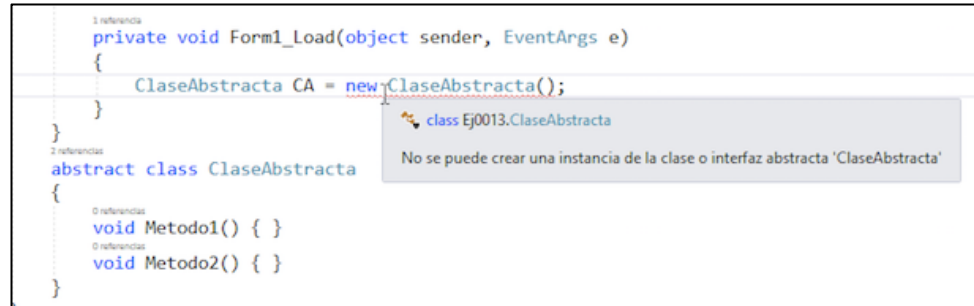 1 referencia
private void Form1_Load(object sender, EventArgs e)
{
ClaseAbstracta CA = new ClaseAbstracta();
}
class Ej0013.ClaseAbstracta
No se puede crear una instancia de la clase o interfaz abstracta 'ClaseAbstracta'
}
2 referencias
abstract class ClaseAbstracta
{
0 referencias
void Metodo1() { }
0 referencias
void Metodo2() { }
}